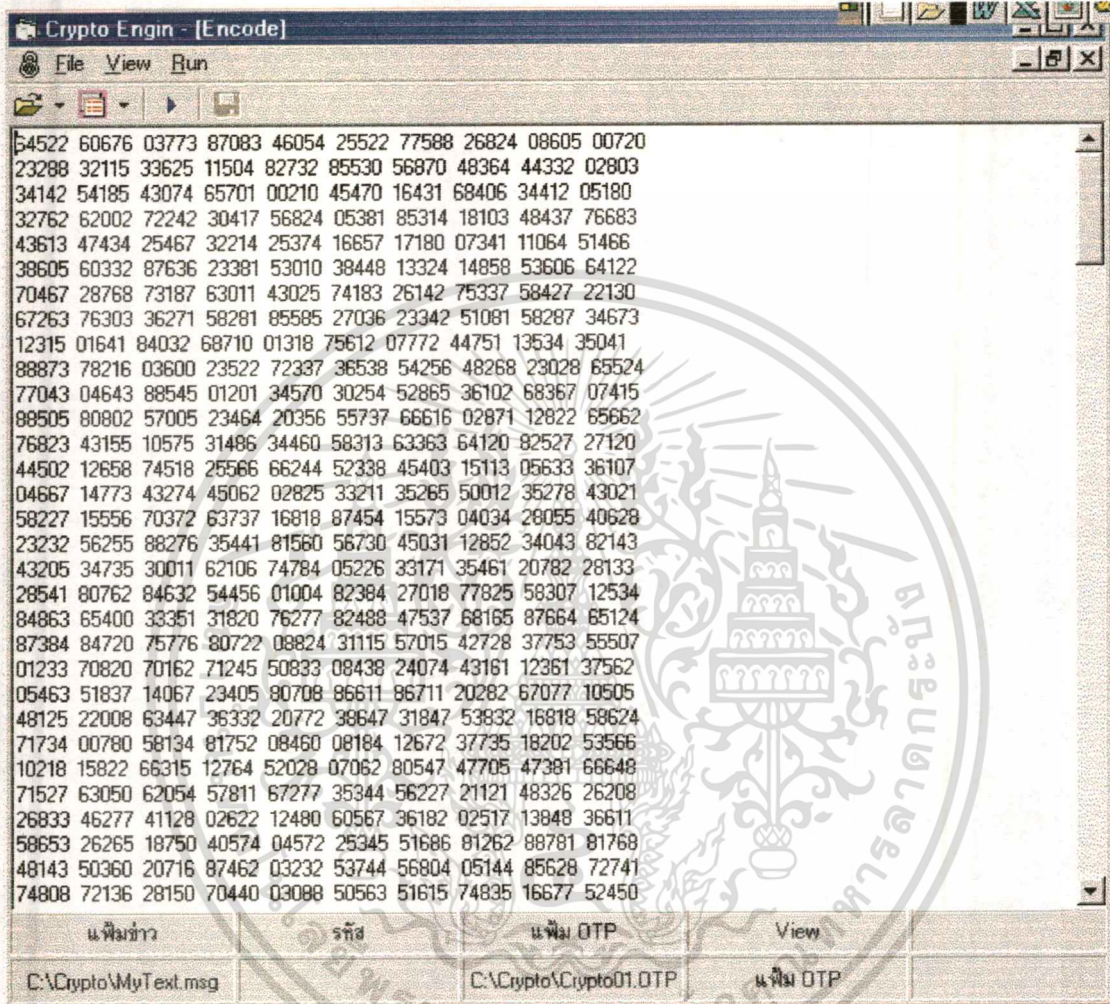 Crypto Engin - [Encode]
File View Run
54522 60676 03773 87083 46054 25522 77588 26824 08605 00720
23288 32115 33625 11504 82732 85530 56870 48364 44332 02803
34142 54185 43074 65701 00210 45470 16431 68406 34412 05180
32762 62002 72242 30417 56824 05381 85314 18103 48437 76683
43613 47434 25467 32214 25374 16657 17180 07341 11064 51466
38605 60332 87636 23381 53010 38448 13324 14858 53606 64122
70467 28768 73187 63011 43025 74183 26142 75337 58427 22130
67263 76303 36271 58281 85585 27036 23342 51081 58287 34673
12315 01641 84032 68710 01318 75612 07772 44751 13534 35041
88873 78216 03600 23522 72337 36538 54256 48268 23028 65524
77043 04643 88545 01201 34570 30254 52865 36102 68367 07415
88505 80802 57005 23464 20356 55737 66616 02871 12822 65662
76823 43155 10575 31486 34460 58313 63363 64120 82527 27120
44502 12658 74518 25566 66244 52338 45403 15113 05633 36107
04667 14773 43274 45062 02825 33211 35265 50012 35278 43021
58227 15556 70372 63737 16818 87454 15573 04034 28055 40628
23232 56255 88276 35441 81560 56730 45031 12852 34043 82143
43205 34735 30011 62106 74784 05226 33171 35461 20782 28133
28541 80762 84632 54456 01004 82384 27018 77825 58307 12534
84863 65400 33351 31820 76277 82488 47537 68165 87664 65124
87384 84720 75776 80722 08824 31115 57015 42728 37753 55507
01233 70820 70162 71245 50833 08438 24074 43161 12361 37562
05463 51837 14067 23405 80708 86611 86711 20282 67077 10505
48125 22008 63447 36332 20772 38647 31847 53832 16818 58624
71734 00780 58134 81752 08460 08184 12672 37735 18202 53566
10218 15822 66315 12764 52028 07062 80547 47705 47381 66648
71527 63050 62054 57811 67277 35344 56227 21121 48326 26208
26833 46277 41128 02622 12480 60567 36182 02517 13848 36611
58653 26265 18750 40574 04572 25345 51686 81262 88781 81768
48143 50360 20716 87462 03232 53744 56804 05144 85628 72741
74808 72136 28150 70440 03088 50563 51615 74835 16677 52450
แฟ้มข่าว รหัส แฟ้ม OTP View
C:\Crypto\MyText.msg C:\Crypto\Crypto01.OTP แฟ้ม OTP